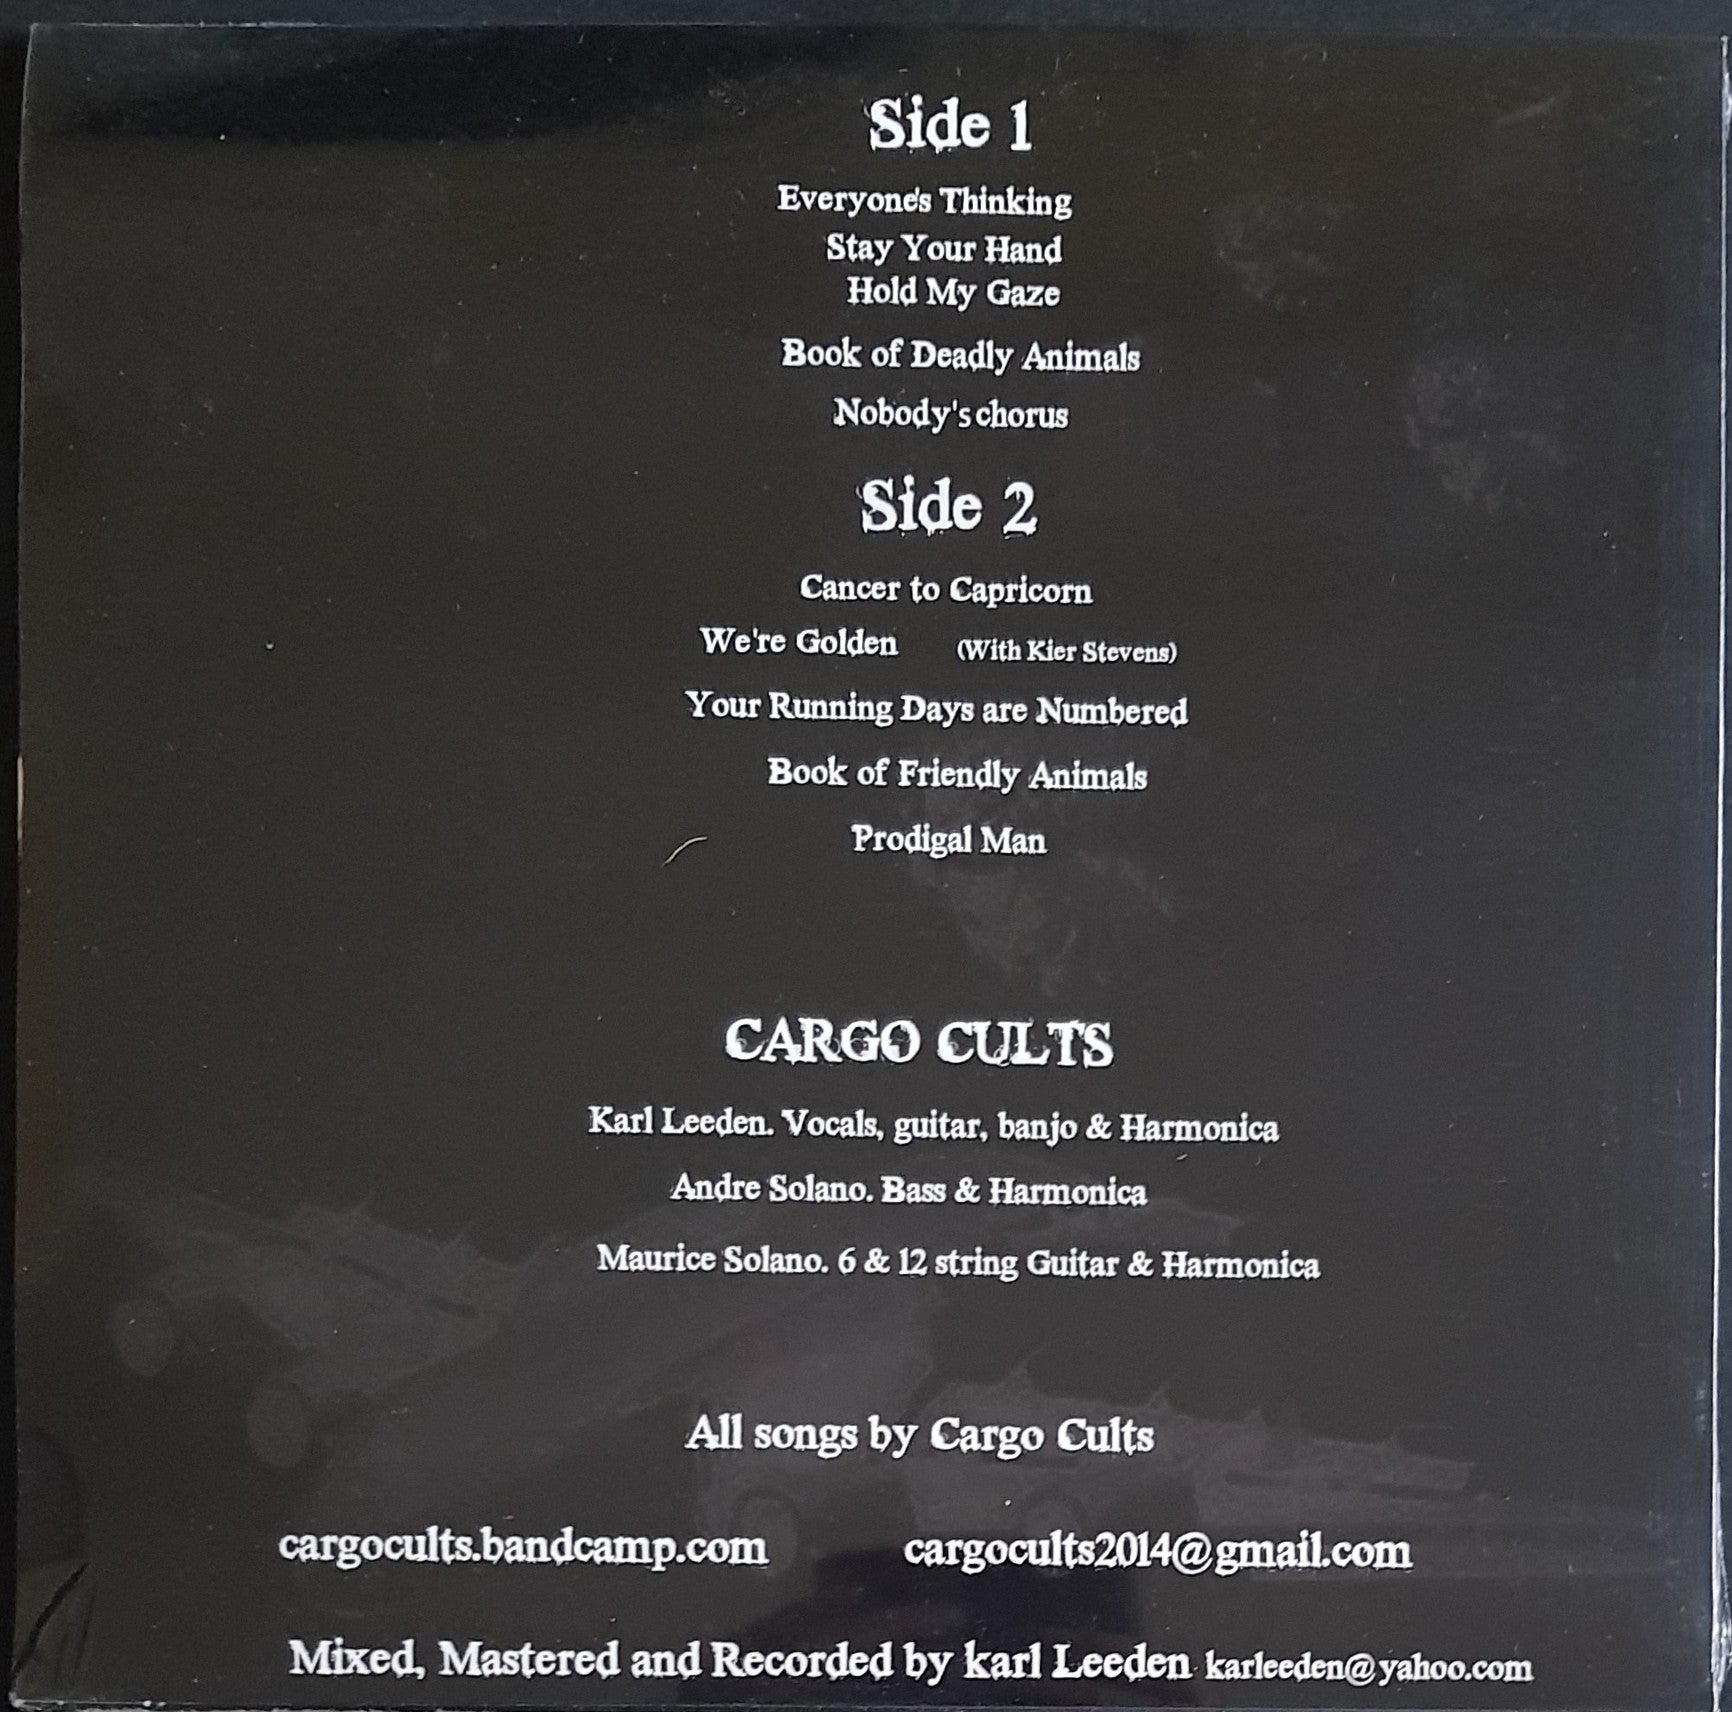 Side 1
Everyone's Thinking
Stay Your Hand
Hold My Gaze
Book of Deadly Animals
Nobody's chorus
Side 2
Cancer to Capricorn
We're Golden (With Kier Stevens)
Your Running Days are Numbered
Book of Friendly Animals
Prodigal Man
CARGO CULTS
Karl Leeden. Vocals, guitar, banjo & Harmonica
Andre Solano. Bass & Harmonica
Maurice Solano. 6 & 12 string Guitar & Harmonica
All songs by Cargo Cults
cargocults.bandcamp.com cargocults2014@gmail.com
Mixed, Mastered and Recorded by karl Leeden karleeden@yahoo.com